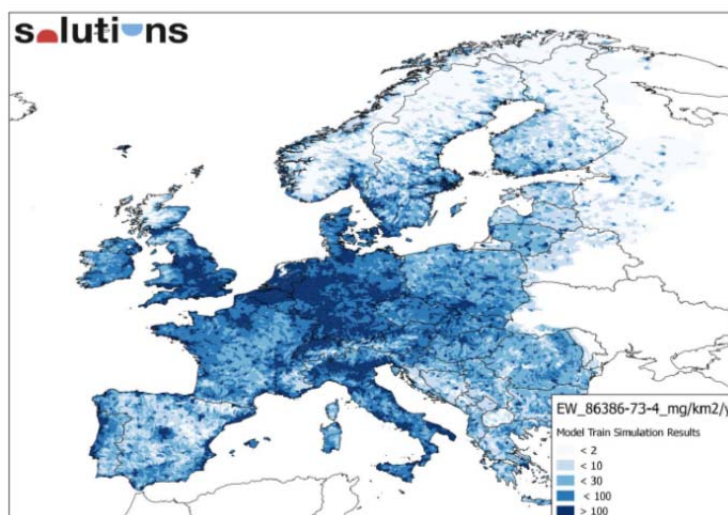 solutions
EW_86386-73-4_mg/km2/y
Model Train Simulation Results
< 2
< 10
< 30
< 100
> 100